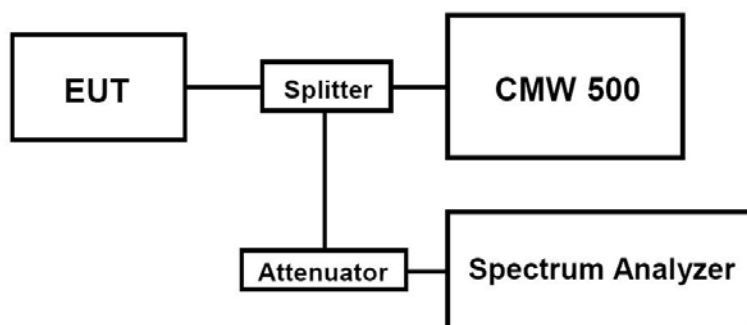 EUT
Splitter
CMW 500
Attenuator
Spectrum Analyzer